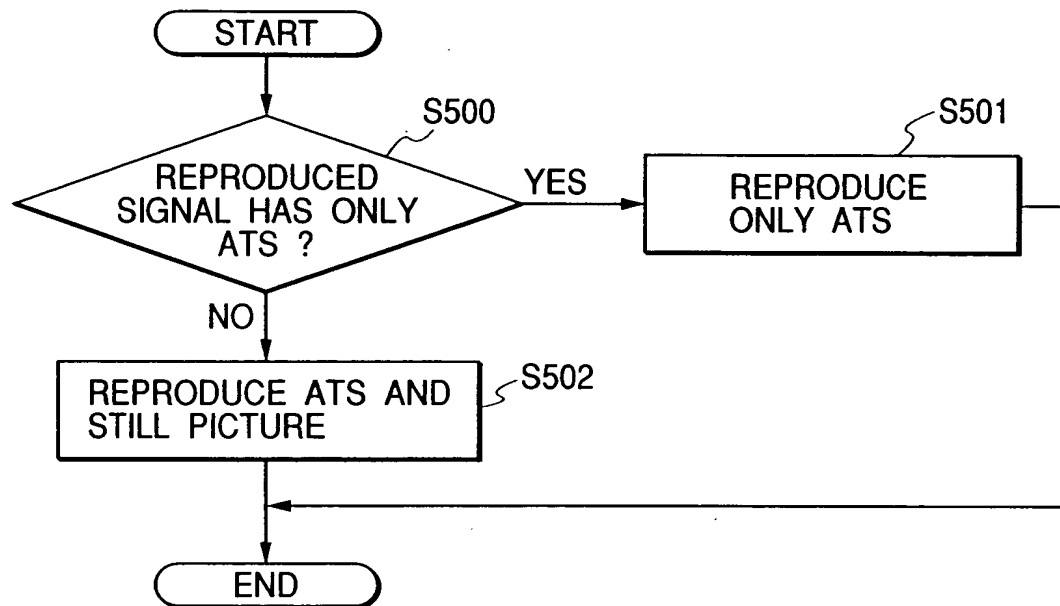 START
S500
REPRODUCED
SIGNAL HAS ONLY
ATS ?
YES
S501
REPRODUCE
ONLY ATS
NO
S502
REPRODUCE ATS AND
STILL PICTURE
END